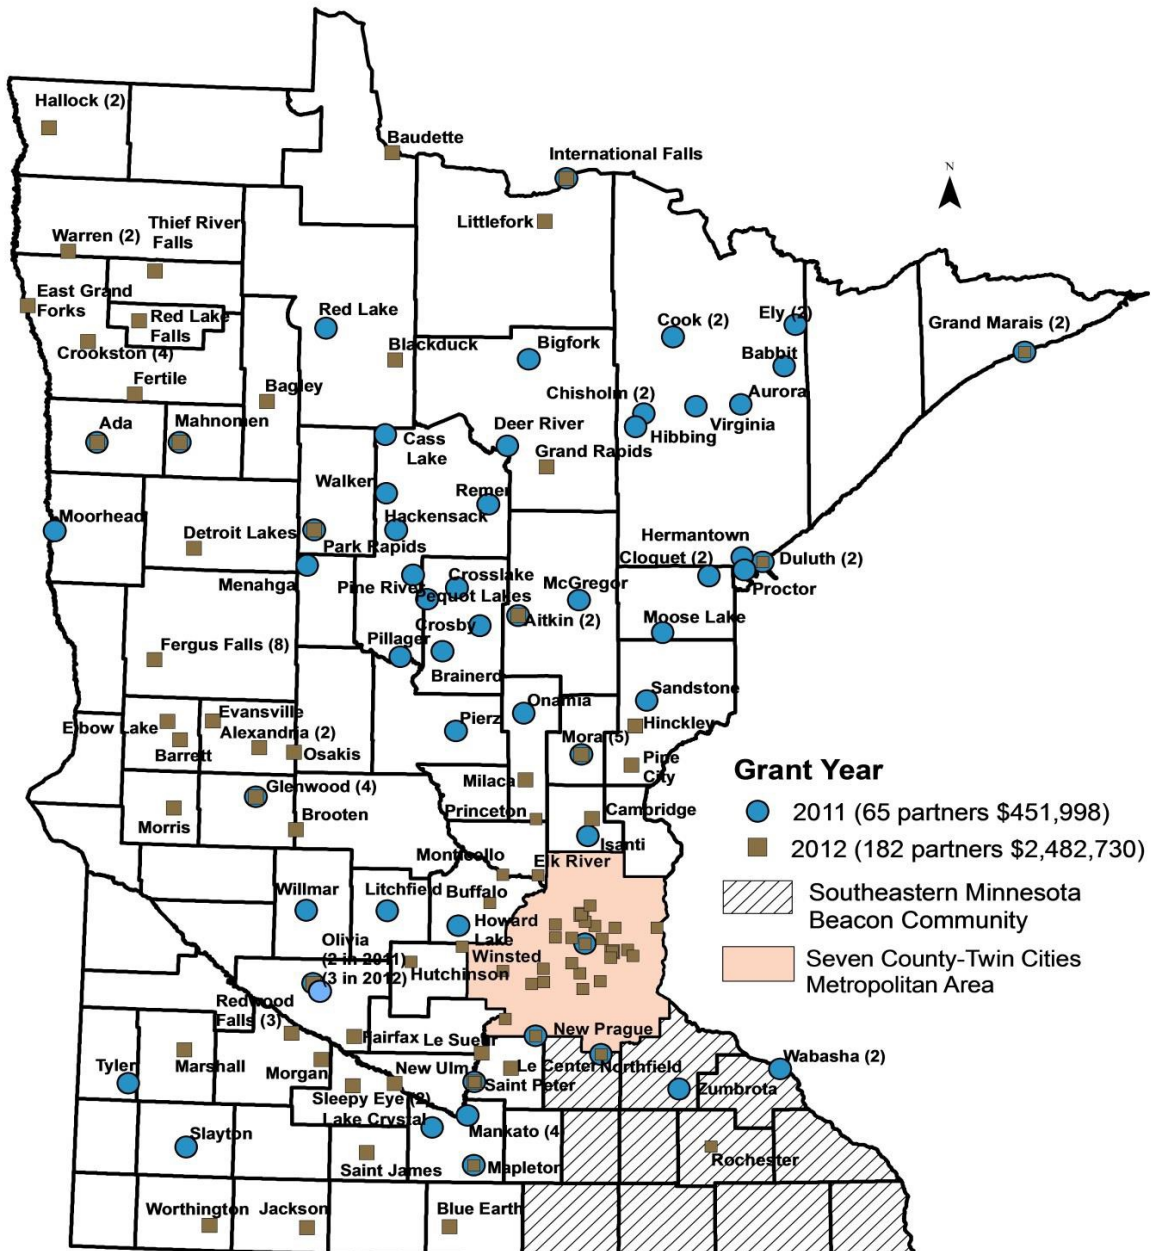 Hallock (2)
Baudette
International Falls
N
Littlefork
Warren (2)
Thief River
Falls
East Grand
Forks
Red Lake
Falls
Crookston (4)
Fertile
Red Lake
Blackduck
Bagley
Bigfork
Cook (2)
Ely (2)
Grand Marais (2)
Babbit
Chisholm (2)
Aurora
Virginia
Hibbing
Ada
Mahnomen
Cass
Lake
Deer River
Grand Rapids
Walker
Remer
Hackensack
Moorhead
Detroit Lakes
Park Rapids
Menahga
Hermantown
Cloquet (2)
Duluth (2)
Proctor
Pine River
Crosslake
Pequot Lakes
McGregor
Crosby
Aitkin (2)
Moose Lake
Pillager
Brainerd
Fergus Falls (8)
Sandstone
Onamia
Hinckley
Pierz
Mora (5)
Pine
City
Elbow Lake
Evansville
Alexandria (2)
Barrett
Osakis
Milaca
Glenwood (4)
Princeton
Cambridge
Morris
Brooten
Isanti
Monticello
Elk River
Willmar
Litchfield
Buffalo
Howard
Lake
Olivia
(2 in 2011)
(3 in 2012)
Winsted
Hutchinson
Redwood
Falls (3)
Fairfax
Le Sueur
New Prague
Tyler
Marshall
Morgan
New Ulm
Le Center
Northfield
Wabasha (2)
Saint Peter
Zumbrota
Sleepy Eye (2)
Lake Crystal
Mankato (4
Slayton
Saint James
Mapleton
Rochester
Worthington
Jackson
Blue Earth
Grant Year
2011 (65 partners $451,998)
2012 (182 partners $2,482,730)
Southeastern Minnesota
Beacon Community
Seven County-Twin Cities
Metropolitan Area